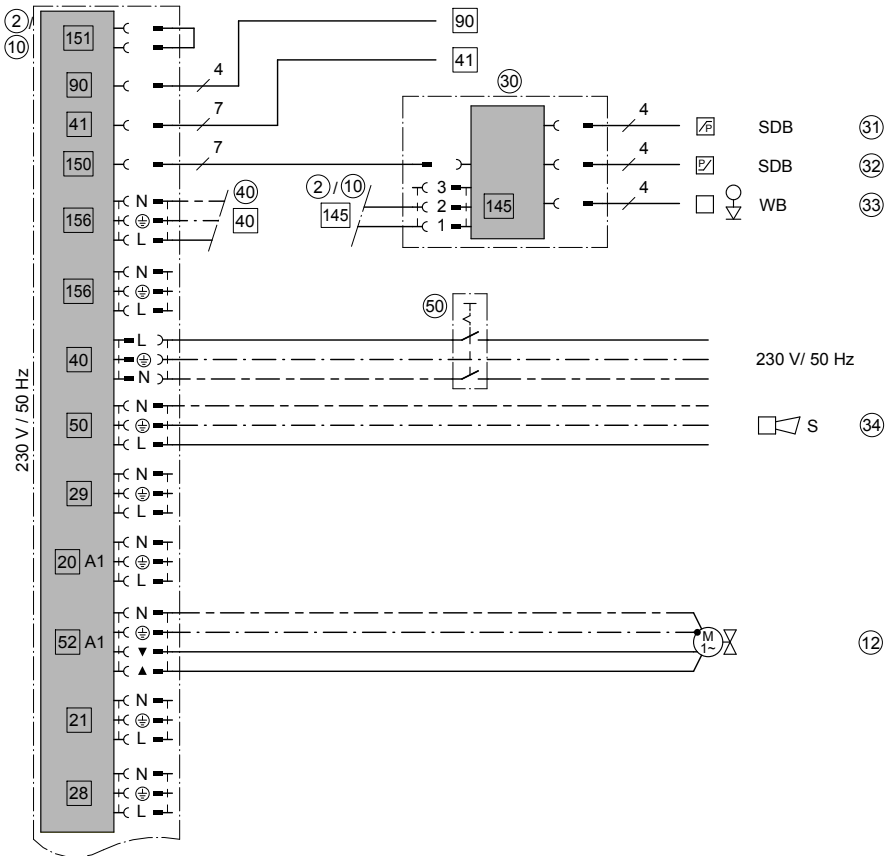 2 /
10
151
90
90
4
41
41
7
30
150
7
4
P
SDB
31
4
P
SDB
32
4
WB
33
N
L
156
40
40
2 / 10
145
3
2
1
145
N
L
156
50
L
N
40
230 V/ 50 Hz
230 V / 50 Hz
N
L
50
S
34
N
L
29
N
L
20 A1
N
▼
▲
52 A1
M
1~
12
N
L
21
N
L
28